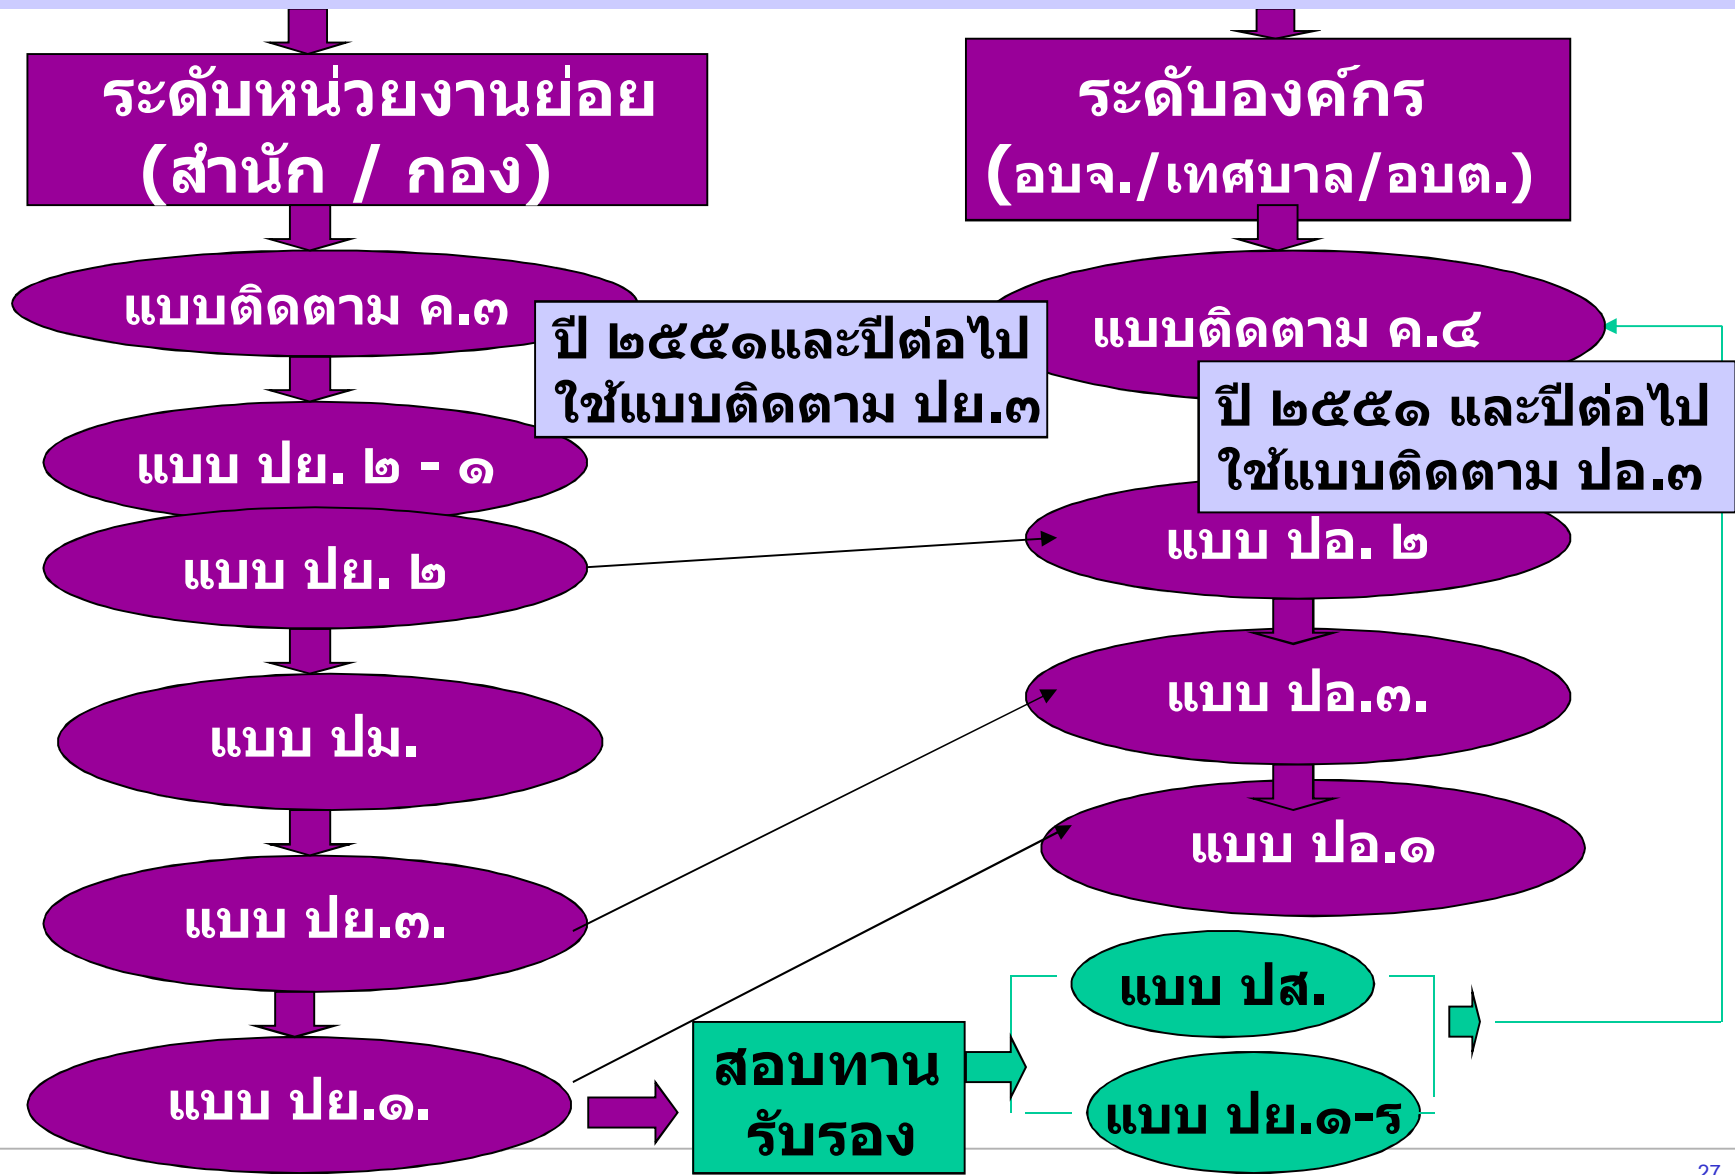 ระดับหน่วยงานย่อย
(สำนัก / กอง)
แบบติดตาม ค.๓
ปี ๒๕๕๑และปีต่อไป
ใช้แบบติดตาม ปย.๓
แบบ ปย. ๒ - ๑
แบบ ปย. ๒
แบบ ปม.
แบบ ปย.๓.
แบบ ปย.๑.
ระดับองค์กร
(อบจ./เทศบาล/อบต.)
แบบติดตาม ค.๔
ปี ๒๕๕๑ และปีต่อไป
ใช้แบบติดตาม ปอ.๓
แบบ ปอ. ๒
แบบ ปอ.๓.
แบบ ปอ.๑
สอบทาน
รับรอง
แบบ ปส.
แบบ ปย.๑-ร
27